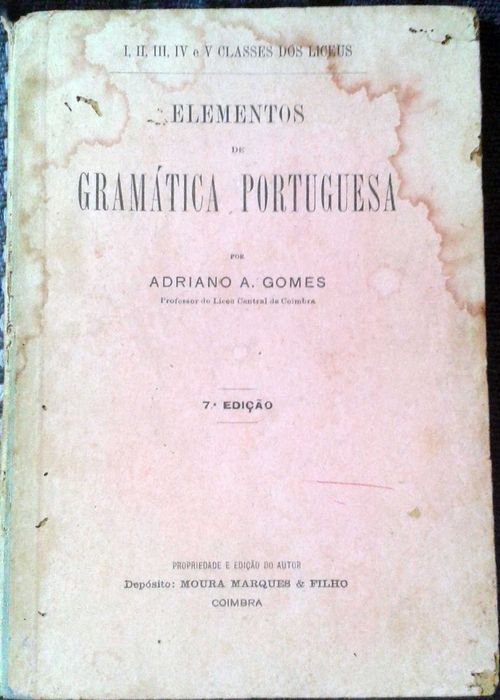 I, II, III, IV e V CLASSES DOS LICEUS
ELEMENTOS
DE
GRAMÁTICA PORTUGUESA
POR
ADRIANO A. GOMES
Professor do Liceu Central de Coimbra
7.ª EDIÇÃO
PROPRIEDADE E EDIÇÃO DO AUTOR
Depósito: MOURA MARQUES & FILHO
COIMBRA